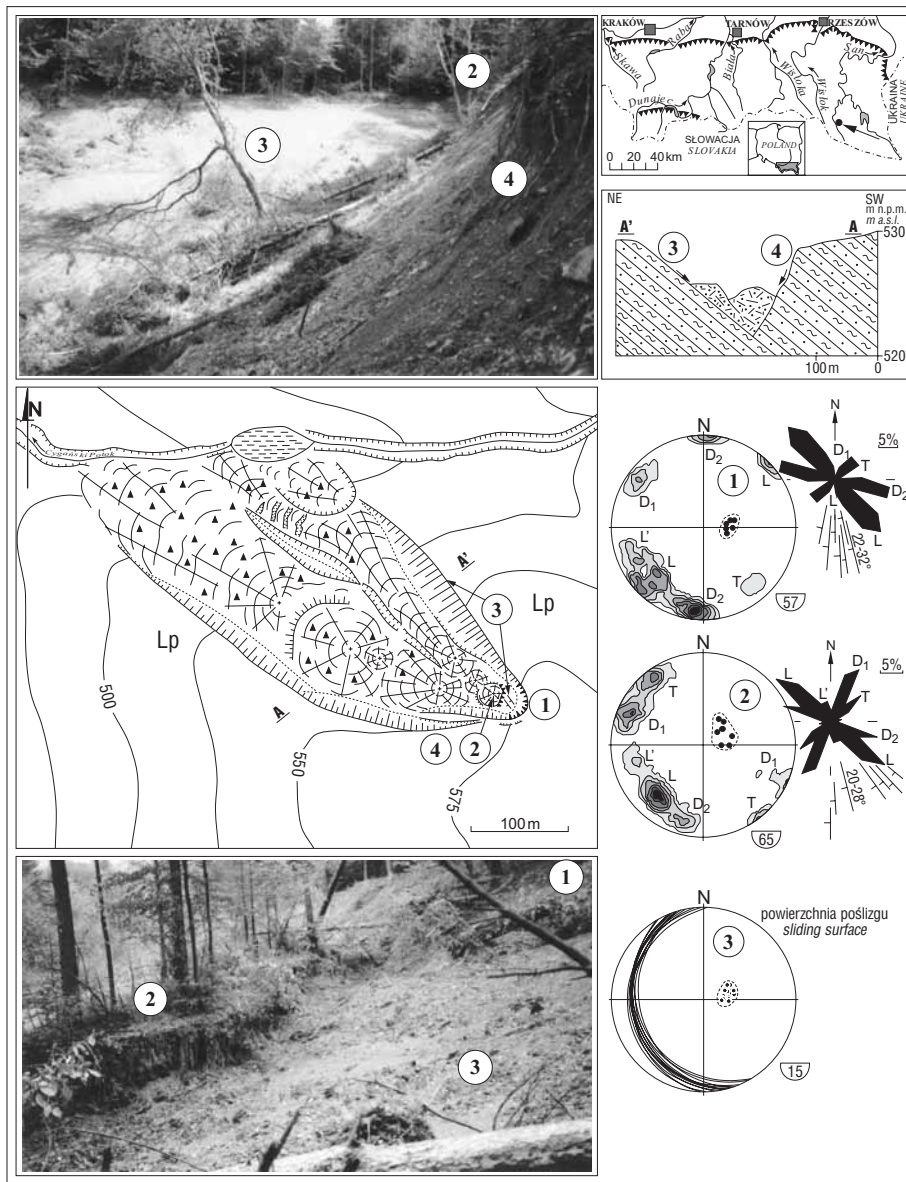 2
3
4
KRAKÓW
TARNÓW
RZESZÓW
Raba
Skawa
Biała
Wisłoka
Wisłok
San
Dunajec
UKRAINA
UKRAINE
SŁOWACJA
SLOVAKIA
POLAND
0 20 40 km
NE
SW
m n.p.m.
m a.s.l.
A'
A
530
3
4
520
100 m
0
N
Cygański Potok
A'
3
Lp
Lp
500
A
1
4
2
550
575
100 m
N
D2
1
L
D1
L'
L
T
D2
57
N
D1
5%
T
D2
L
L
22-32°
2
T
D1
L'
L
D2
D1
T
65
N
D1
5%
L
L'
T
D2
L
20-28°
1
2
3
N
powierzchnia poślizgu
sliding surface
3
15